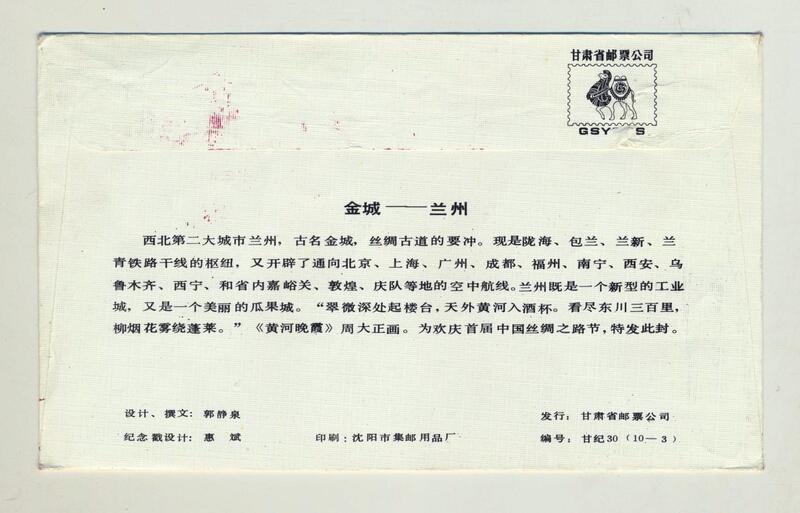 甘肃省邮票公司
GSY S
金城——兰州
西北第二大城市兰州，古名金城，丝绸古道的要冲。现是陇海、包兰、兰新、兰
青铁路干线的枢纽，又开辟了通向北京、上海、广州、成都、福州、南宁、西安、乌
鲁木齐、西宁、和省内嘉峪关、敦煌、庆队等地的空中航线。兰州既是一个新型的工业
城，又是一个美丽的瓜果城。“翠微深处起楼台，天外黄河入酒杯。看尽东川三百里，
柳烟花雾绕蓬莱。”《黄河晚霞》周大正画。为欢庆首届中国丝绸之路节，特发此封。
设计、撰文：郭静泉
发行：甘肃省邮票公司
纪念戳设计：惠 斌
印刷：沈阳市集邮用品厂
编号：甘纪30（10—3）